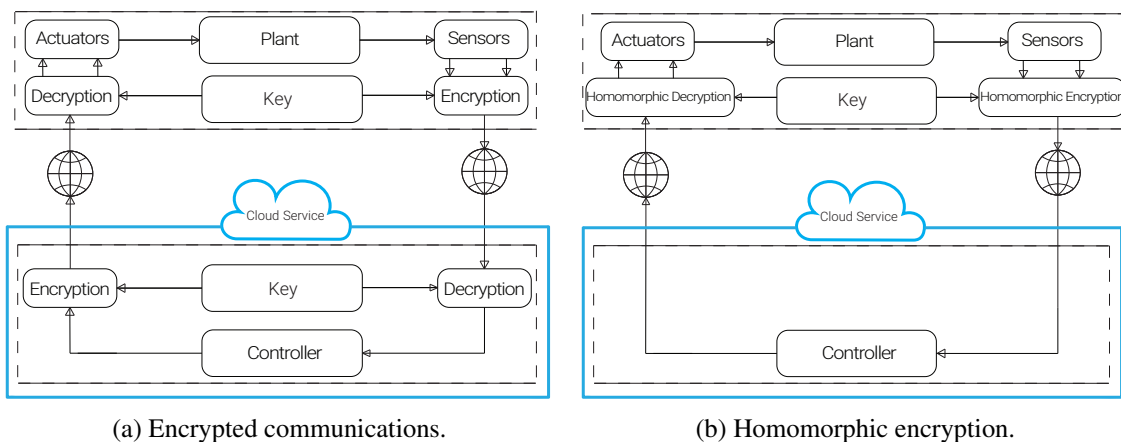 Actuators
Plant
Sensors
Decryption
Key
Encryption
Cloud Service
Encryption
Key
Decryption
Controller
(a) Encrypted communications.
Actuators
Plant
Sensors
Homomorphic Decryption
Key
Homomorphic Encryption
Cloud Service
Controller
(b) Homomorphic encryption.